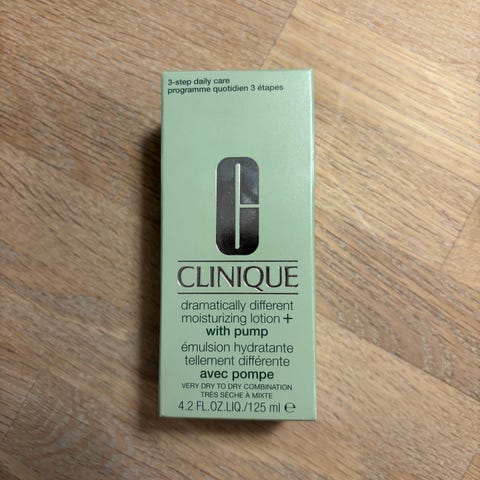 3-step daily care
programme quotidien 3 étapes
C
CLINIQUE
dramatically different
moisturizing lotion +
with pump
émulsion hydratante
tellement différente
avec pompe
VERY DRY TO DRY COMBINATION
TRÈS SÈCHE À MIXTE
4.2 FL.OZ.LIQ./125 ml ℮